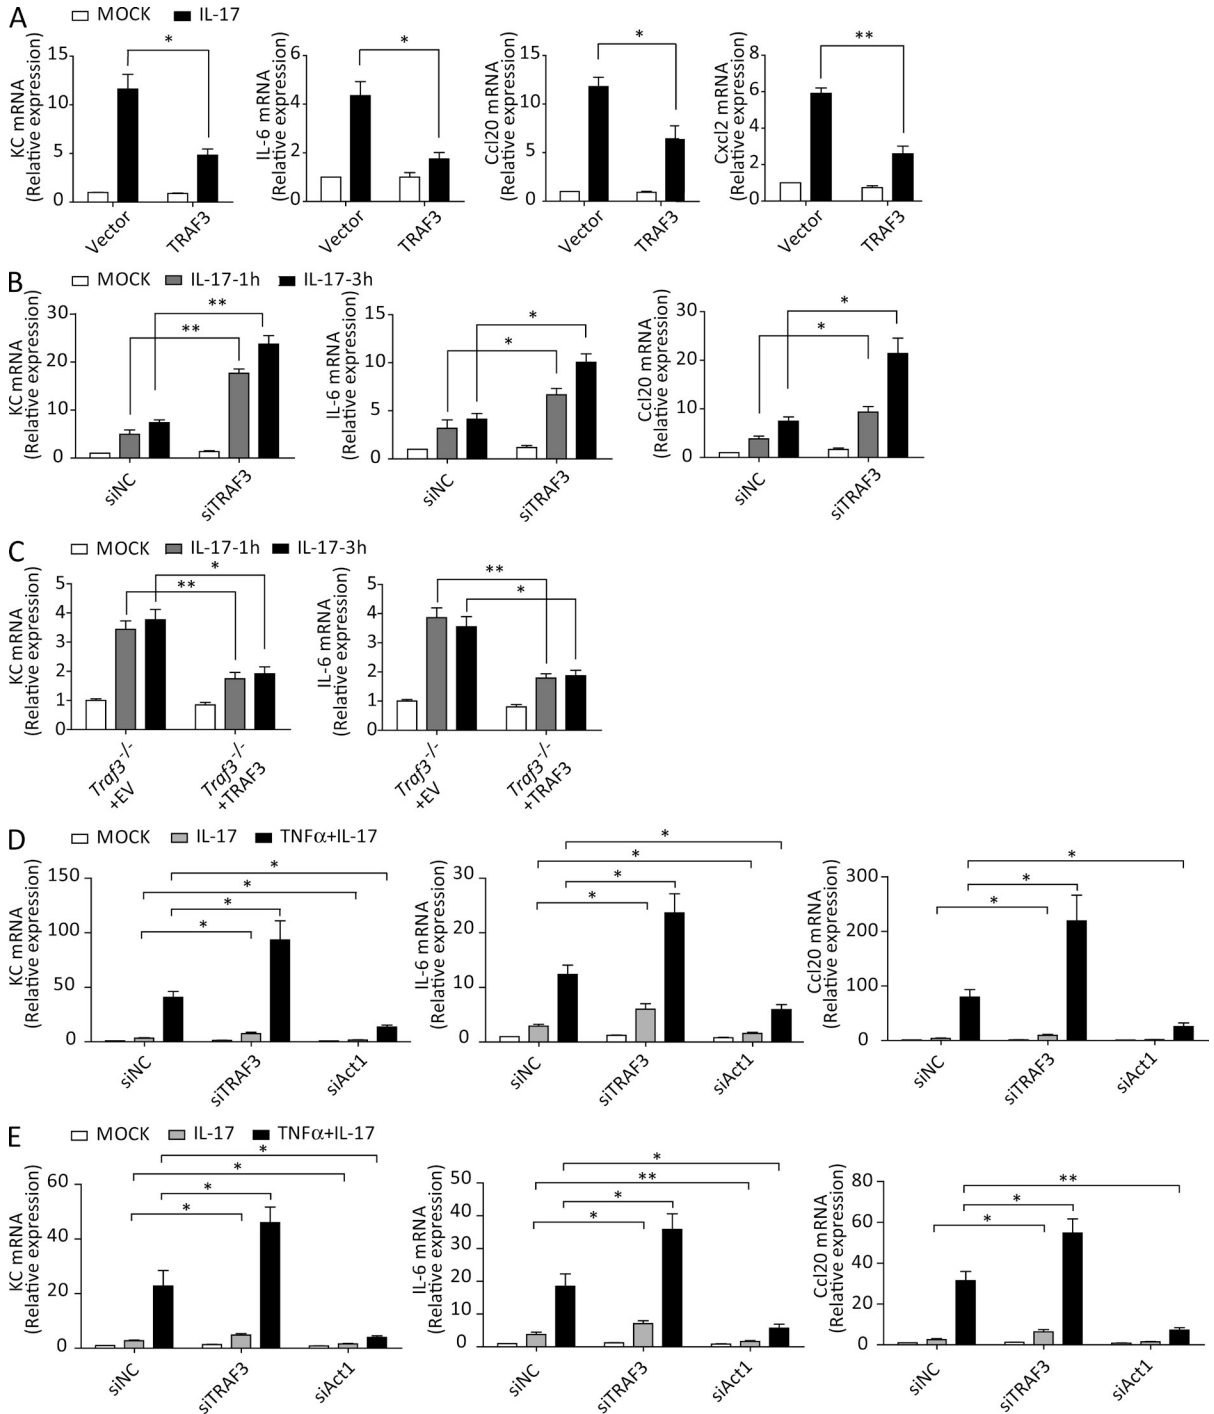 A
MOCK IL-17
KC mRNA
(Relative expression)
15
10
5
0
*
Vector
TRAF3
IL-6 mRNA
(Relative expression)
6
4
2
0
*
Vector
TRAF3
Ccl20 mRNA
(Relative expression)
15
10
5
0
*
Vector
TRAF3
Cxcl2 mRNA
(Relative expression)
8
6
4
2
0
**
Vector
TRAF3
B
MOCK IL-17-1h IL-17-3h
KC mRNA
(Relative expression)
30
20
10
0
**
**
siNC
siTRAF3
IL-6 mRNA
(Relative expression)
15
10
5
0
*
*
siNC
siTRAF3
Ccl20 mRNA
(Relative expression)
30
20
10
0
*
*
siNC
siTRAF3
C
MOCK IL-17-1h IL-17-3h
KC mRNA
(Relative expression)
5
4
3
2
1
0
*
**
Traf3-/-
+EV
Traf3-/-
+TRAF3
IL-6 mRNA
(Relative expression)
5
4
3
2
1
0
**
*
Traf3-/-
+EV
Traf3-/-
+TRAF3
D
MOCK IL-17 TNFα+IL-17
KC mRNA
(Relative expression)
150
100
50
0
*
*
*
*
siNC
siTRAF3
siAct1
IL-6 mRNA
(Relative expression)
30
20
10
0
*
*
*
*
siNC
siTRAF3
siAct1
Ccl20 mRNA
(Relative expression)
300
200
100
0
*
*
*
siNC
siTRAF3
siAct1
E
MOCK IL-17 TNFα+IL-17
KC mRNA
(Relative expression)
60
40
20
0
*
*
*
*
siNC
siTRAF3
siAct1
IL-6 mRNA
(Relative expression)
50
40
30
20
10
0
*
**
*
*
siNC
siTRAF3
siAct1
Ccl20 mRNA
(Relative expression)
80
60
40
20
0
**
*
*
siNC
siTRAF3
siAct1